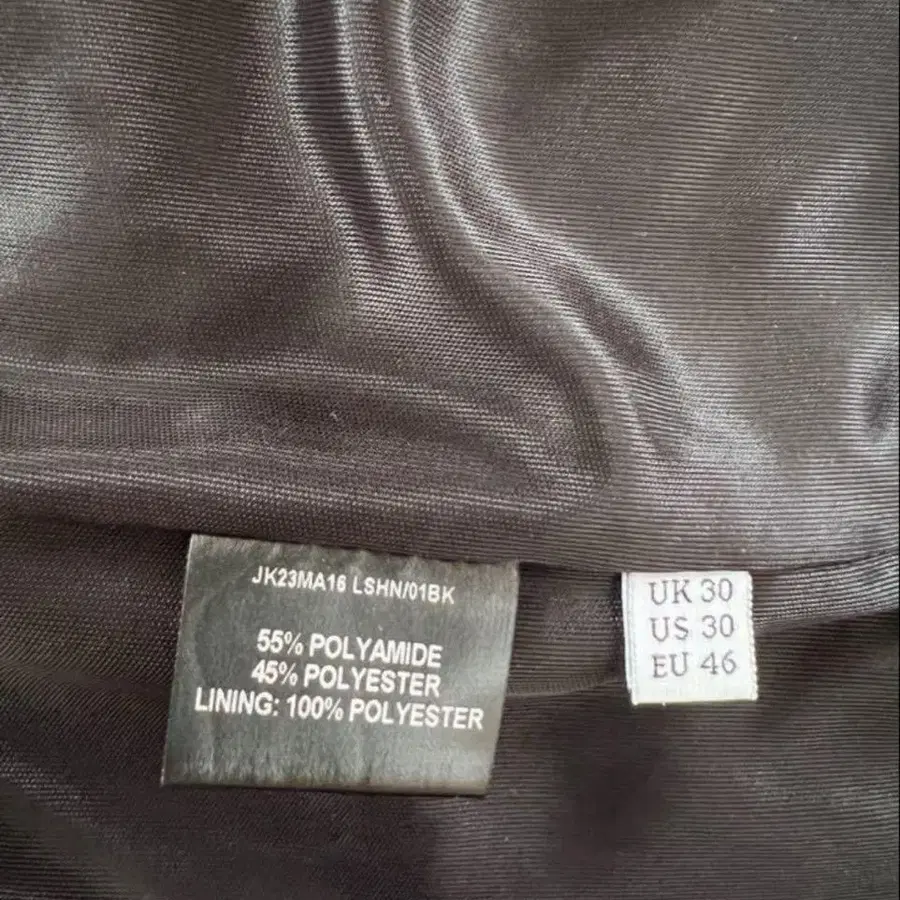 JK23MA16 LSHN/01BK
55% POLYAMIDE
45% POLYESTER
LINING: 100% POLYESTER
UK 30
US 30
EU 46